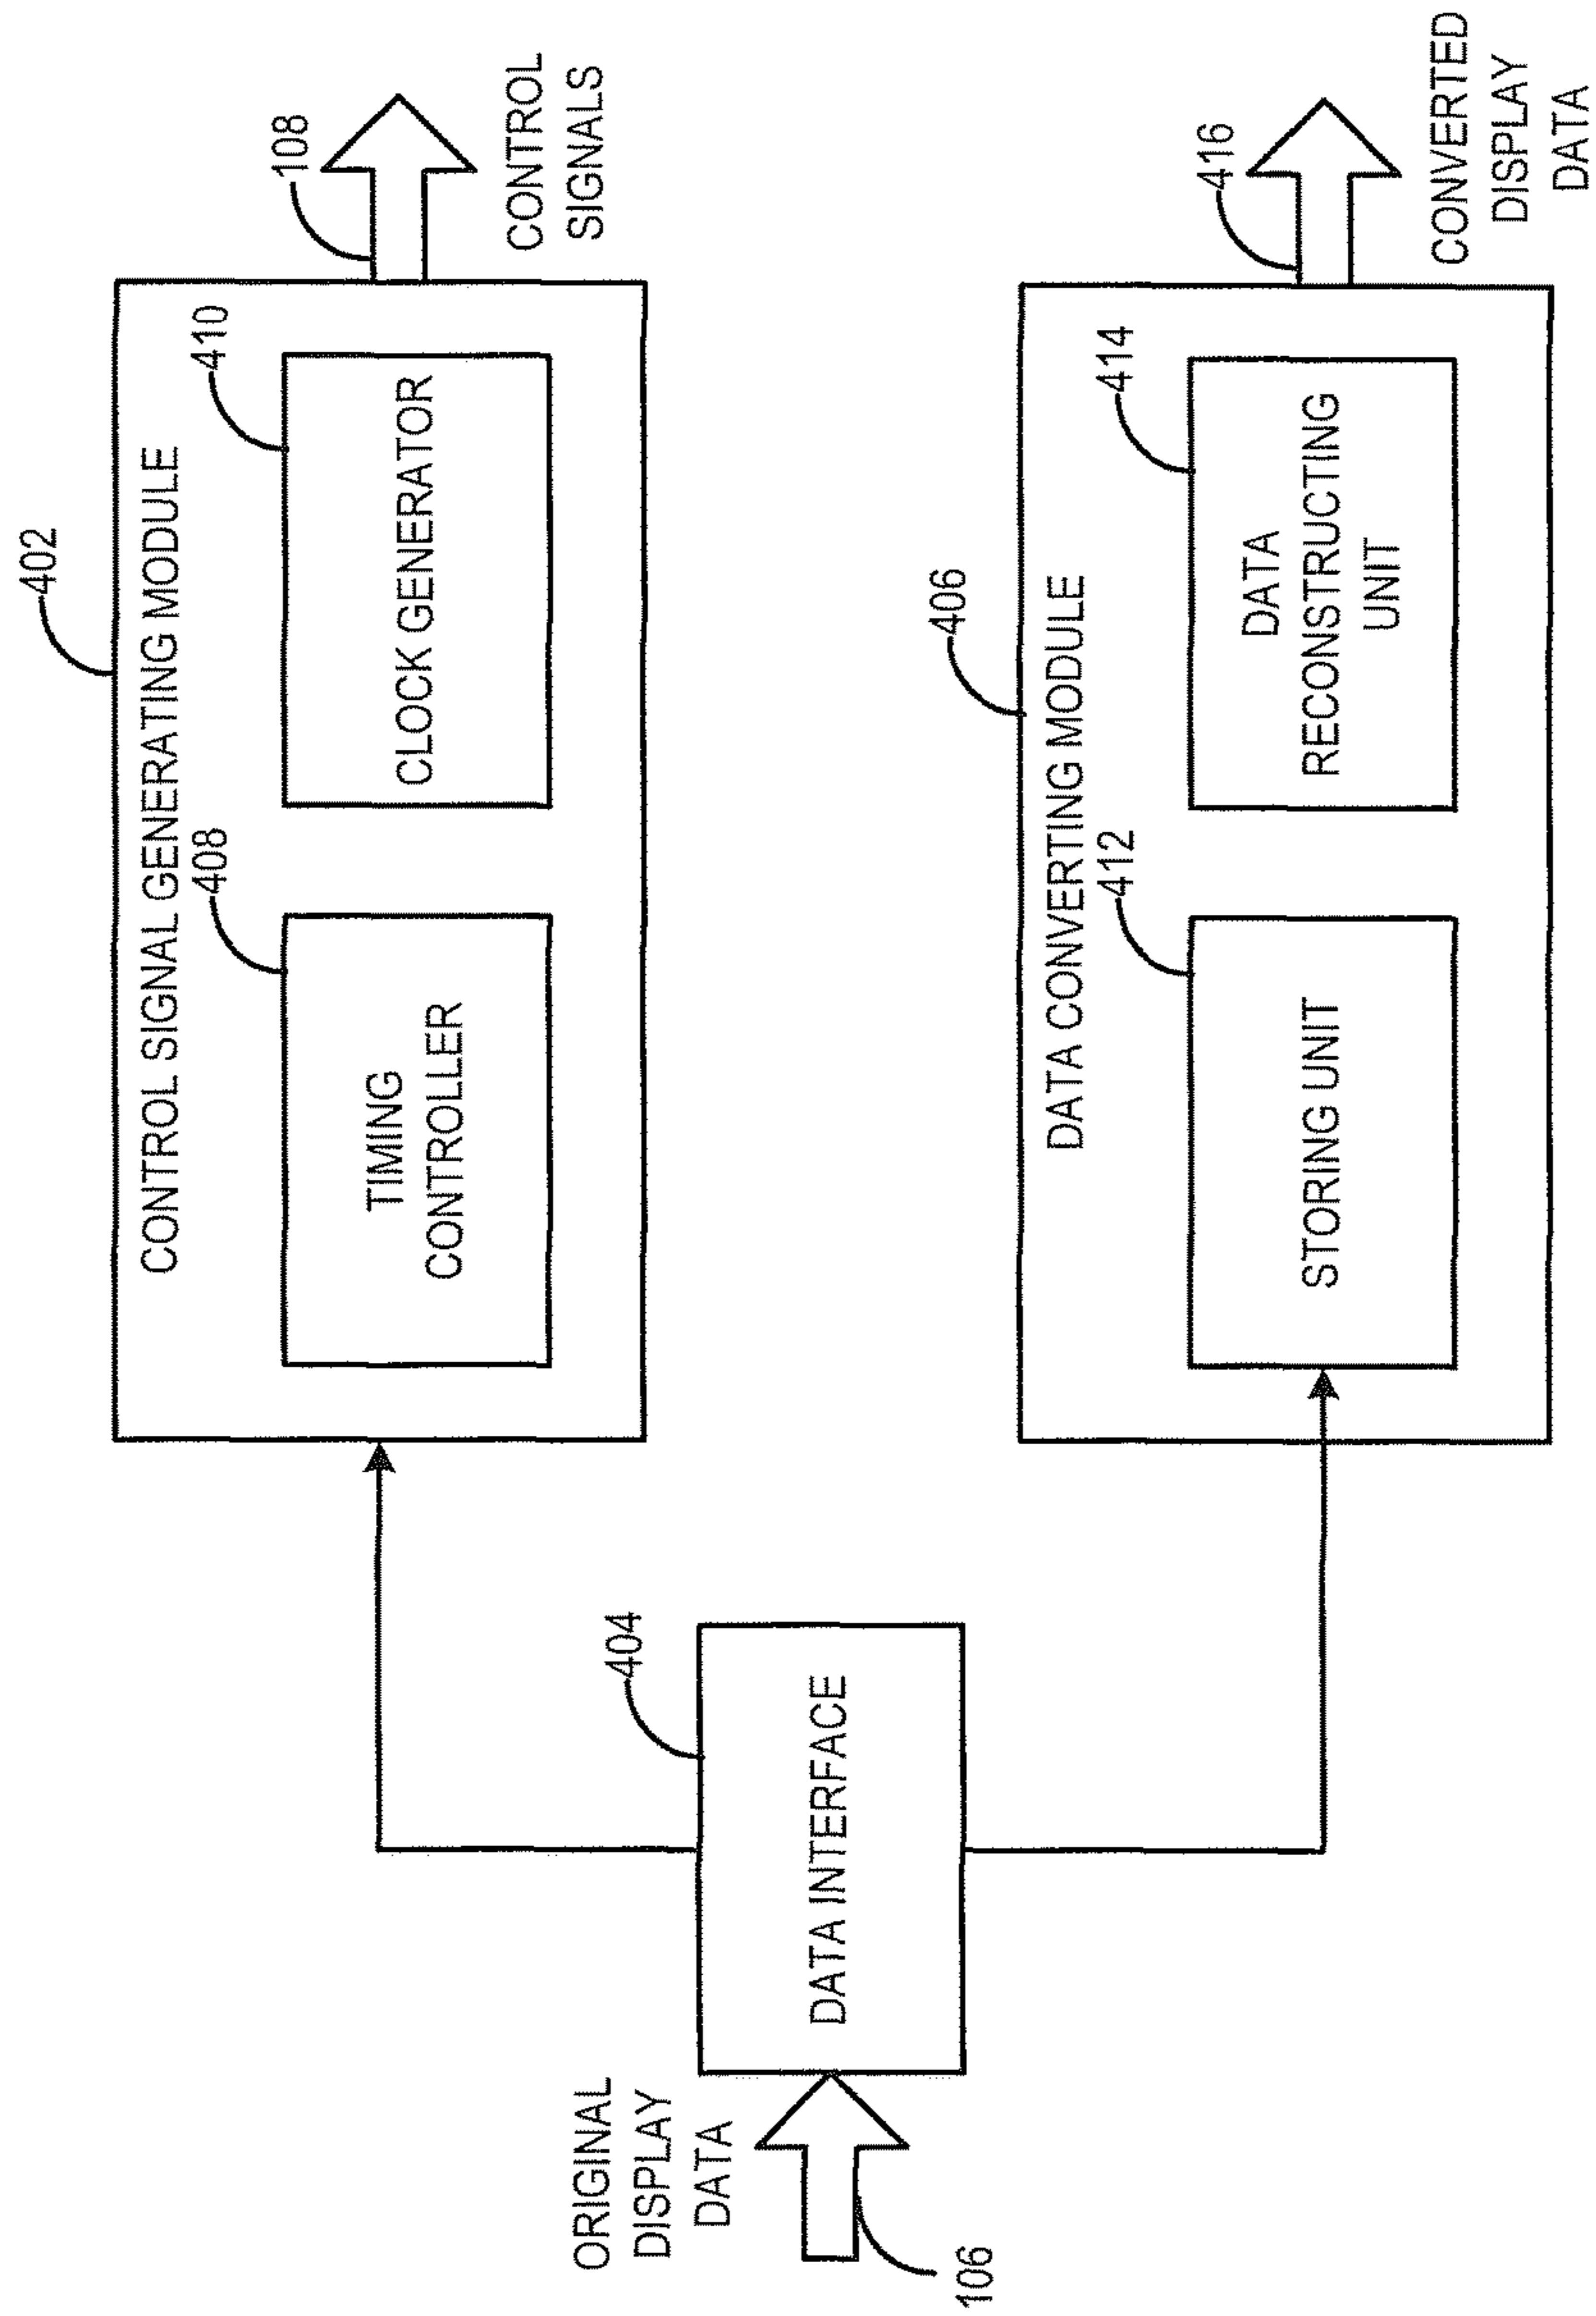 402
CONTROL SIGNAL GENERATING MODULE
408
410
TIMING
CONTROLLER
CLOCK GENERATOR
108
CONTROL
SIGNALS
ORIGINAL
DISPLAY
DATA
106
404
DATA INTERFACE
406
DATA CONVERTING MODULE
412
414
STORING UNIT
DATA
RECONSTRUCTING
UNIT
416
CONVERTED
DISPLAY
DATA